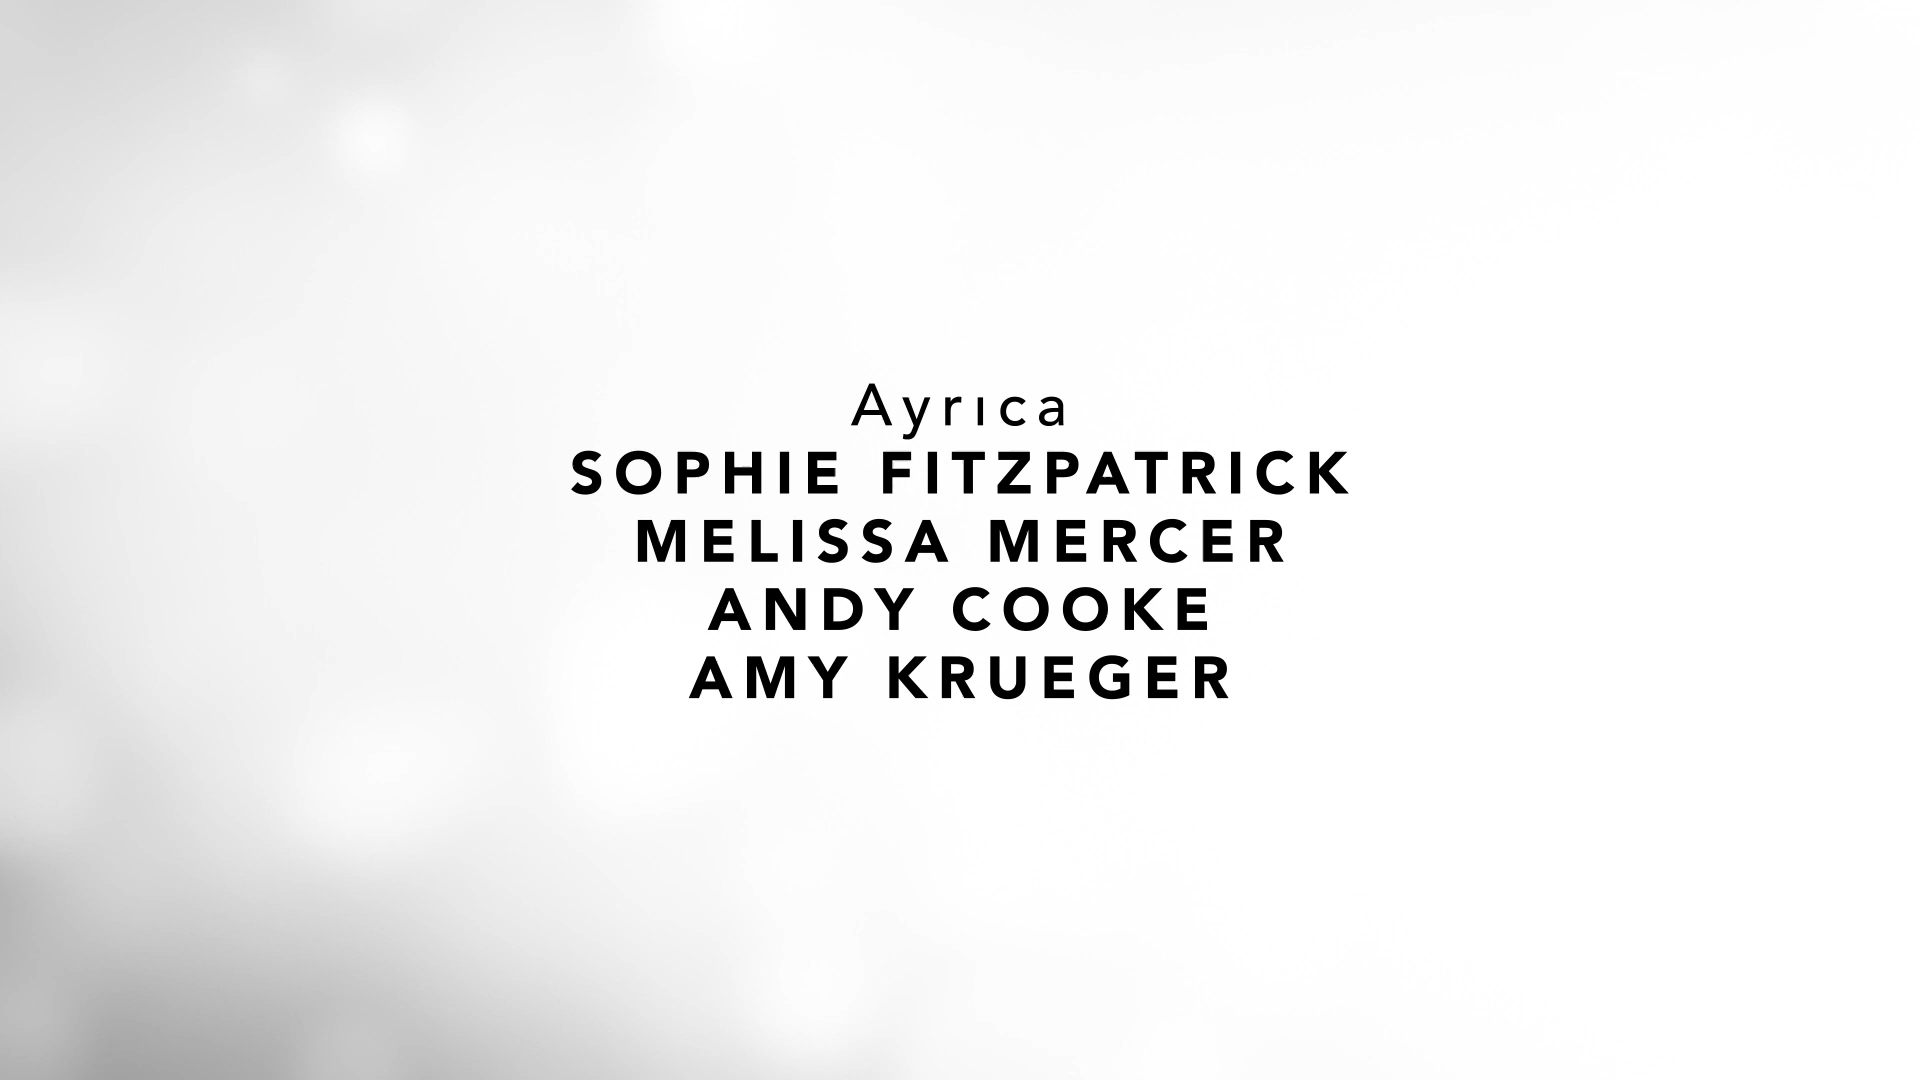 Ayrıca
SOPHIE FITZPATRICK
MELISSA MERCER
ANDY COOKE
AMY KRUEGER